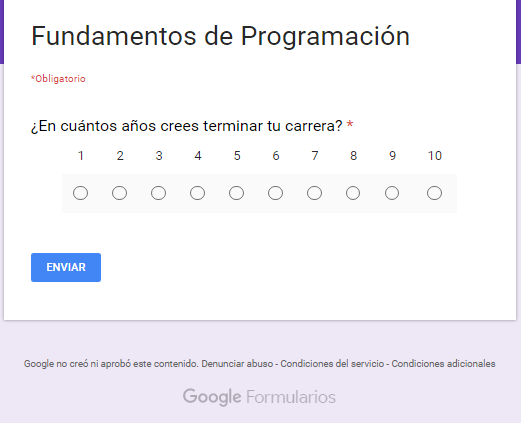 Fundamentos de Programación
*Obligatorio
¿En cuántos años crees terminar tu carrera? *
1 2 3 4 5 6 7 8 9 10
ENVIAR
Google no creó ni aprobó este contenido. Denunciar abuso - Condiciones del servicio - Condiciones adicionales
Google Formularios